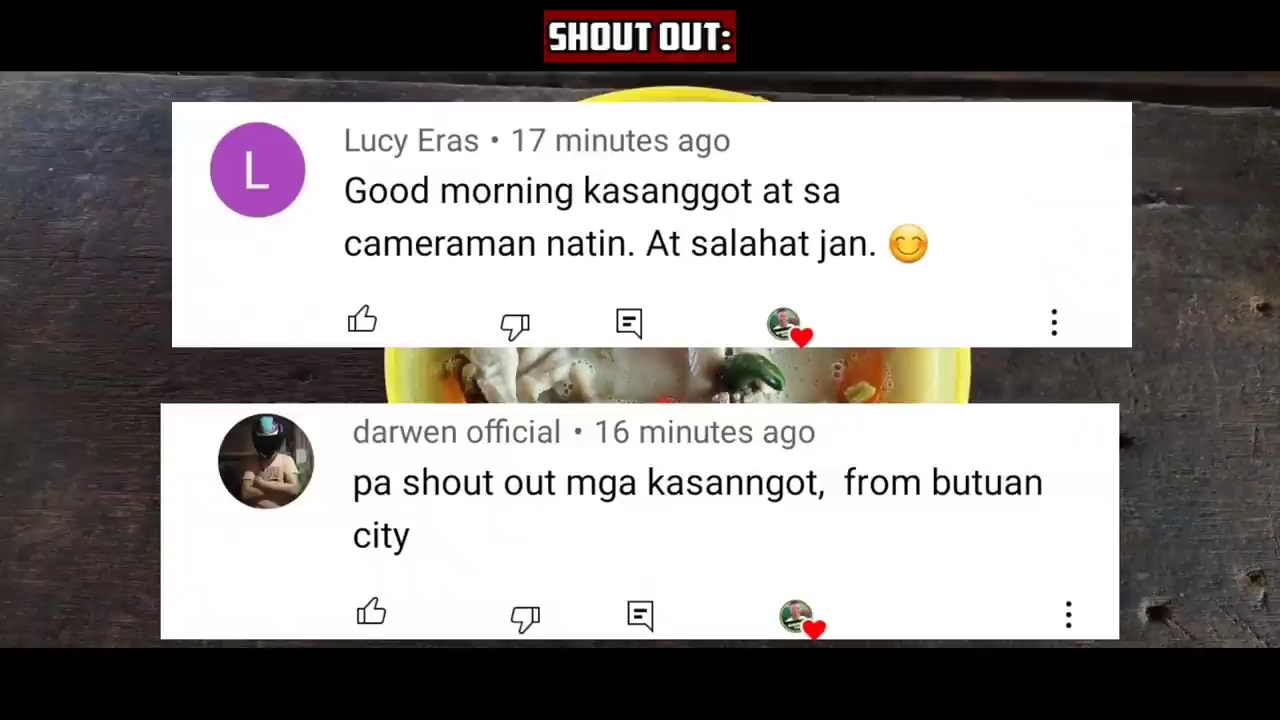 SHOUT OUT:
L
Lucy Eras • 17 minutes ago
Good morning kasanggot at sa
cameraman natin. At salahat jan. 😊
darwen official • 16 minutes ago
pa shout out mga kasanngot, from butuan
city